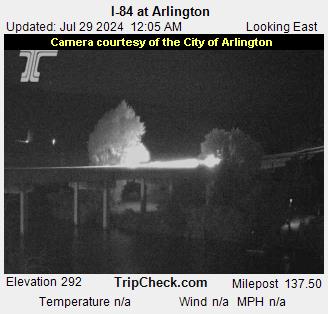 I-84 at Arlington
Updated: Jul 29 2024 12:05 AM Looking East
Camera courtesy of the City of Arlington
Elevation 292 TripCheck.com Milepost 137.50
Temperature n/a Wind n/a MPH n/a